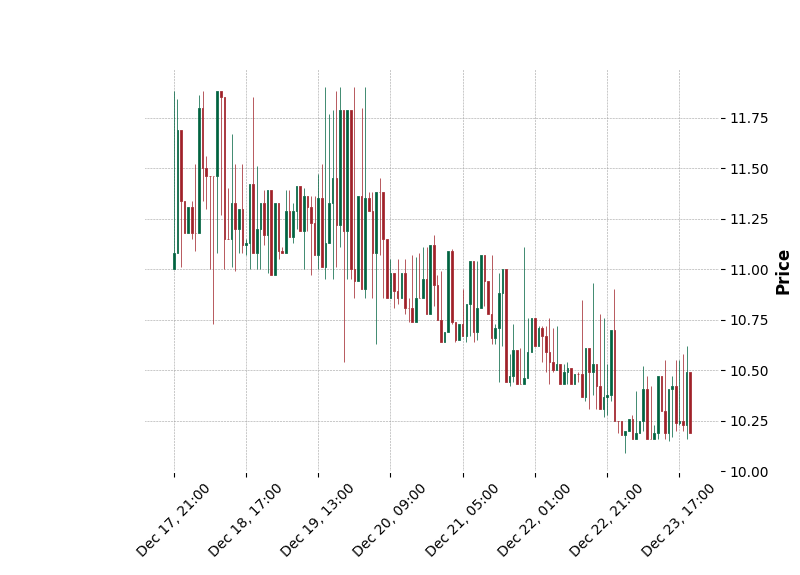 11.75
11.50
11.25
11.00
10.75
10.50
10.25
10.00
Price
Dec 17, 21:00
Dec 18, 17:00
Dec 19, 13:00
Dec 20, 09:00
Dec 21, 05:00
Dec 22, 01:00
Dec 22, 21:00
Dec 23, 17:00